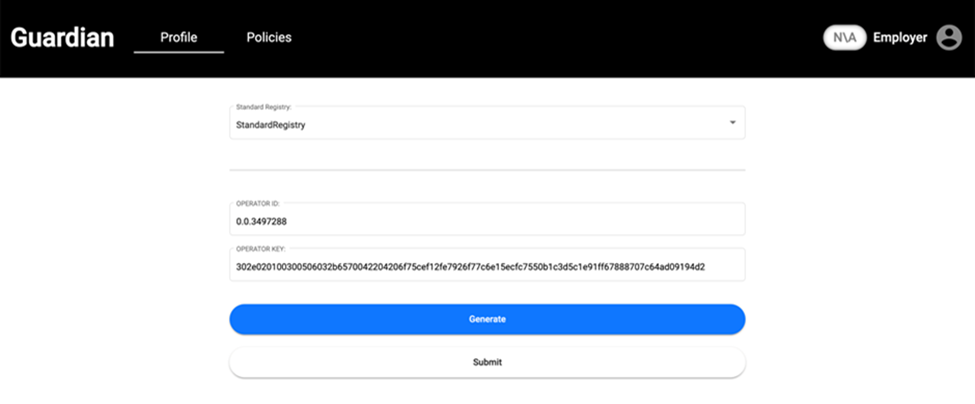 Guardian Profile Policies N\A Employer
Standard Registry:
StandardRegistry
OPERATOR ID:
0.0.3497288
OPERATOR KEY:
302e020100300506032b6570042204206f75cef12fe7926f77c6e15ecfc7550b1c3d5c1e91ff67888707c64ad09194d2
Generate
Submit